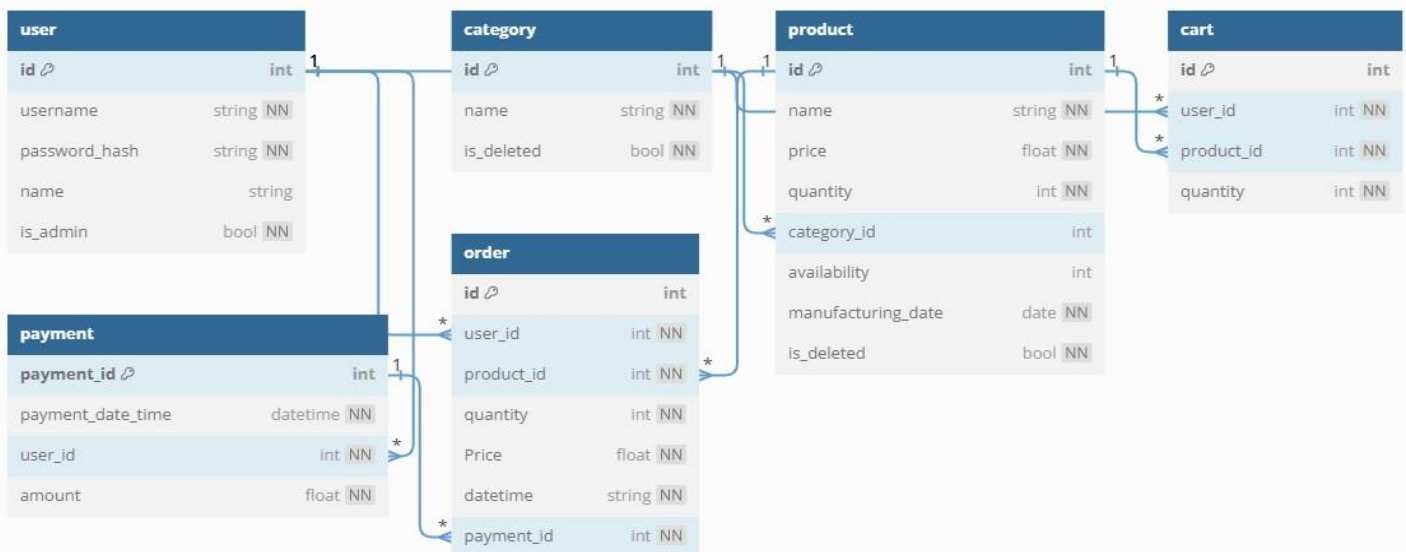 user
id int
username string NN
password_hash string NN
name string
is_admin bool NN
1
category
id int
name string NN
is_deleted bool NN
1
1
product
id int
name string NN
price float NN
quantity int NN
* category_id int
availability int
manufacturing_date date NN
is_deleted bool NN
1
cart
id int
* user_id int NN
* product_id int NN
quantity int NN
payment
payment_id int 1
payment_date_time datetime NN
user_id int NN *
amount float NN
order
id int
* user_id int NN
product_id int NN *
quantity int NN
Price float NN
datetime string NN
* payment_id int NN